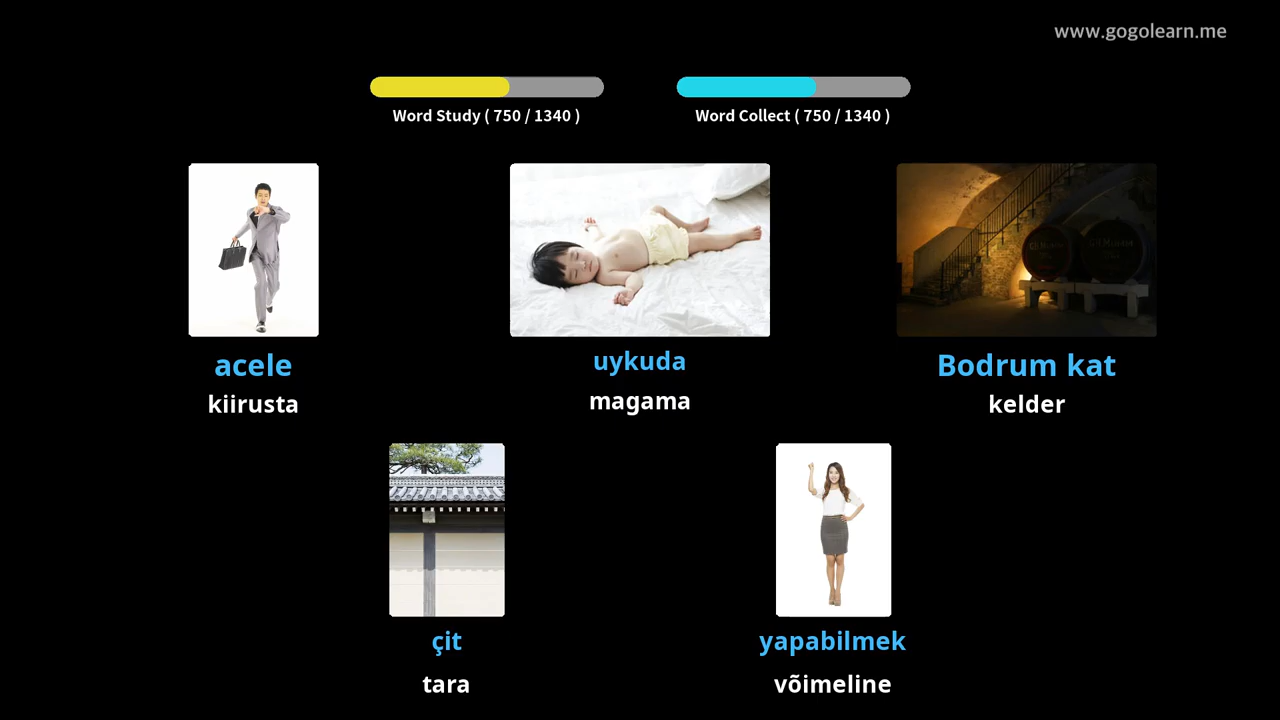 www.gogolearn.me
Word Study ( 750 / 1340 )
Word Collect ( 750 / 1340 )
acele
kiirusta
uykuda
magama
Bodrum kat
kelder
çit
tara
yapabilmek
võimeline